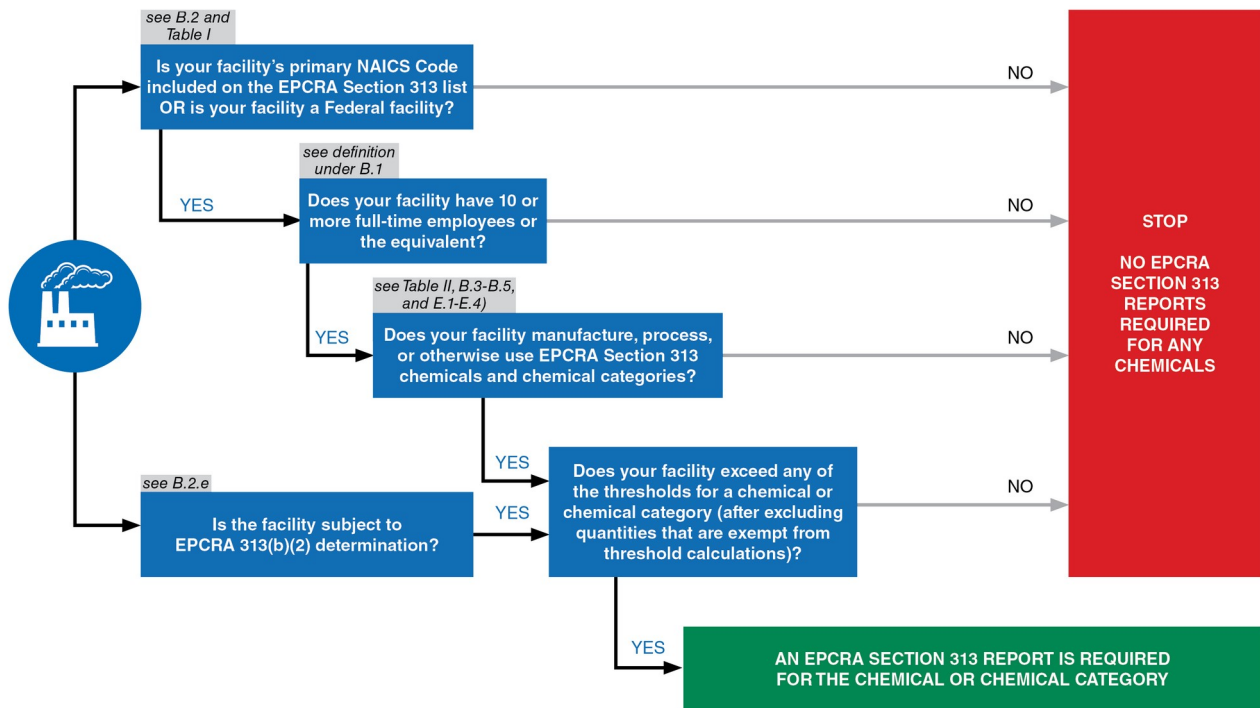 see B.2 and
Table I
Is your facility's primary NAICS Code
included on the EPCRA Section 313 list
OR is your facility a Federal facility?
NO
see definition
under B.1
YES
Does your facility have 10 or
more full-time employees or
the equivalent?
NO
STOP
NO EPCRA
SECTION 313
REPORTS
REQUIRED
FOR ANY
CHEMICALS
see Table II, B.3-B.5,
and E.1-E.4)
YES
Does your facility manufacture, process,
or otherwise use EPCRA Section 313
chemicals and chemical categories?
NO
YES
Does your facility exceed any of
the thresholds for a chemical or
chemical category (after excluding
quantities that are exempt from
threshold calculations)?
NO
see B.2.e
Is the facility subject to
EPCRA 313(b)(2) determination?
YES
YES
AN EPCRA SECTION 313 REPORT IS REQUIRED
FOR THE CHEMICAL OR CHEMICAL CATEGORY